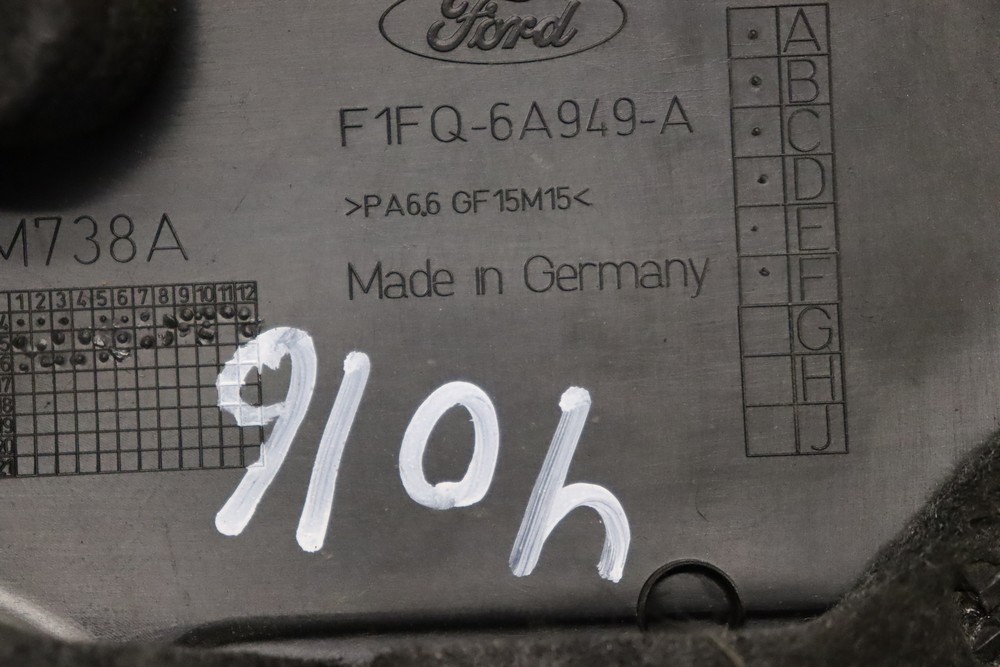 Ford
F1FQ-6A949-A
>PA6.6 GF15M15<
M738A
Made in Germany
1 2 3 4 5 6 7 8 9 10 11 12
A
B
C
D
E
F
G
H
J
910h